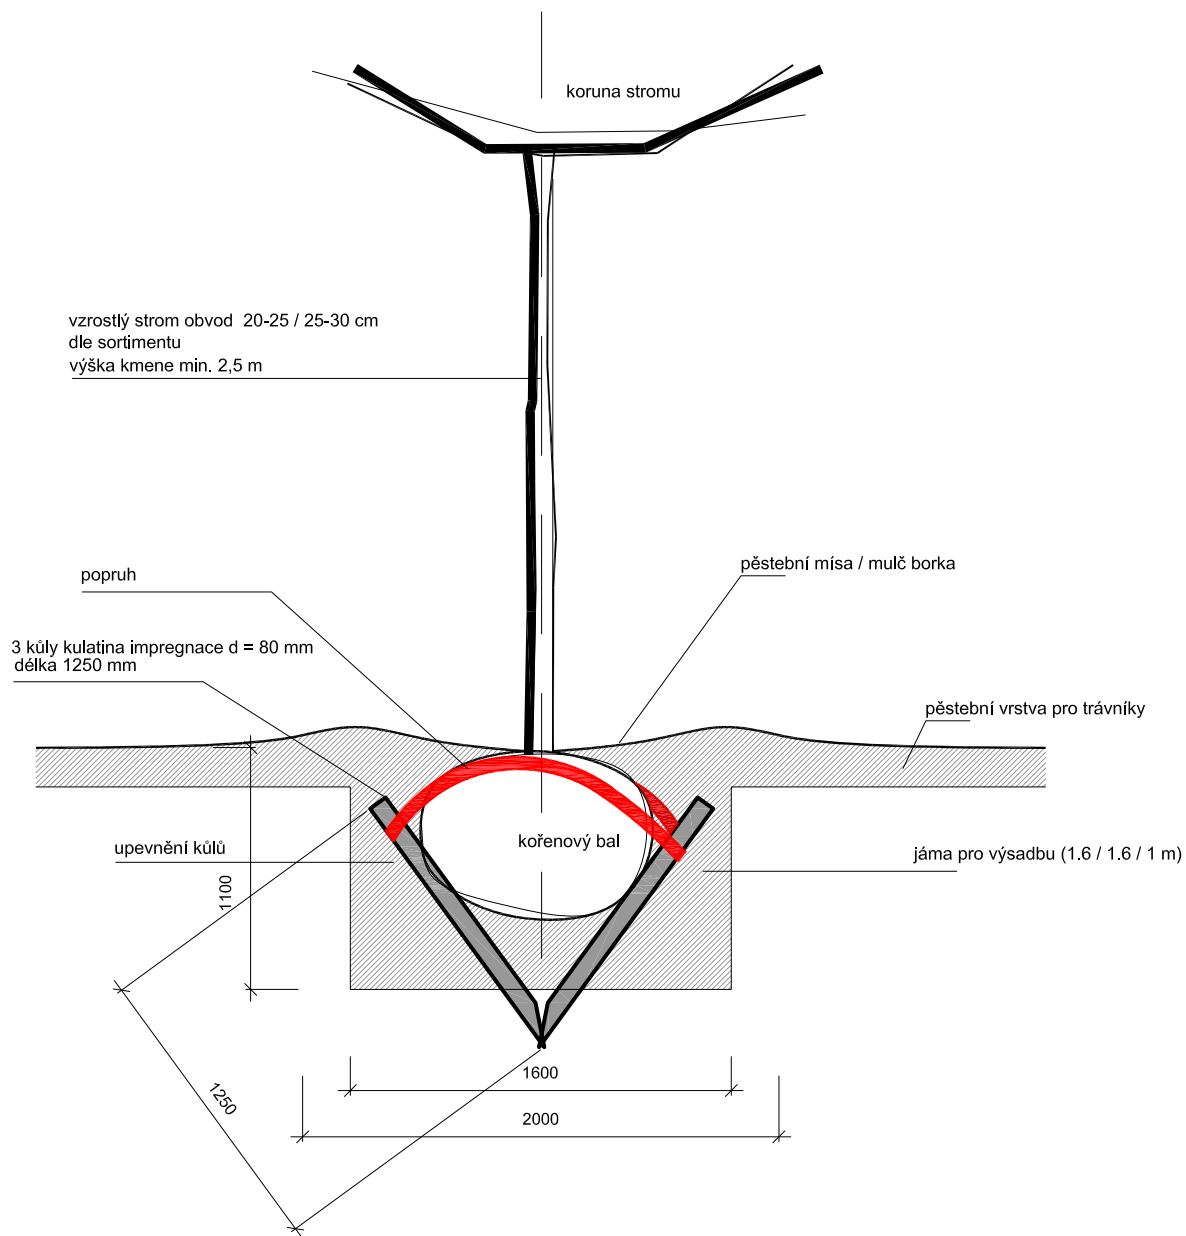 koruna stromu
vzrostlý strom obvod 20-25 / 25-30 cm
dle sortimentu
výška kmene min. 2,5 m
pěstební mísa / mulč borka
popruh
3 kůly kulatina impregnace d = 80 mm
délka 1250 mm
pěstební vrstva pro trávníky
kořenový bal
upevnění kůlů
jáma pro výsadbu (1.6 / 1.6 / 1 m)
1100
1250
1600
2000